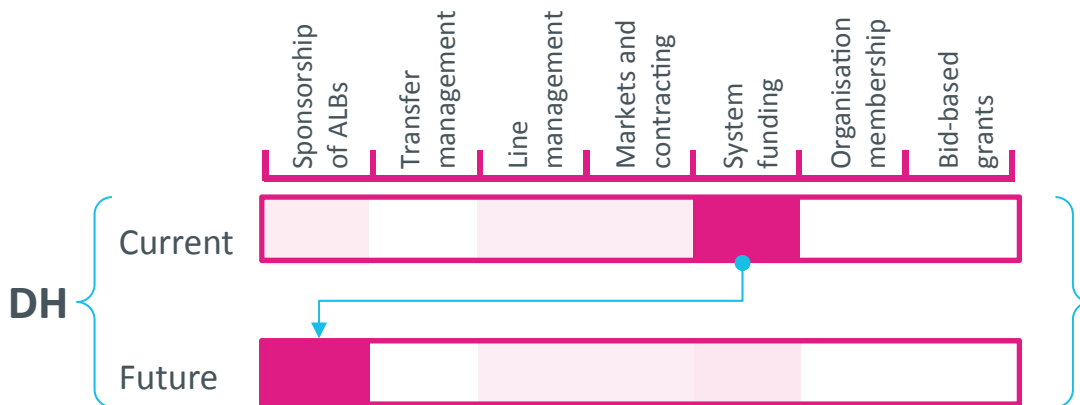 Sponsorship
of ALBs
Transfer
management
Line
management
Markets and
contracting
System
funding
Organisation
membership
Bid-based
grants
Current
DH
Future